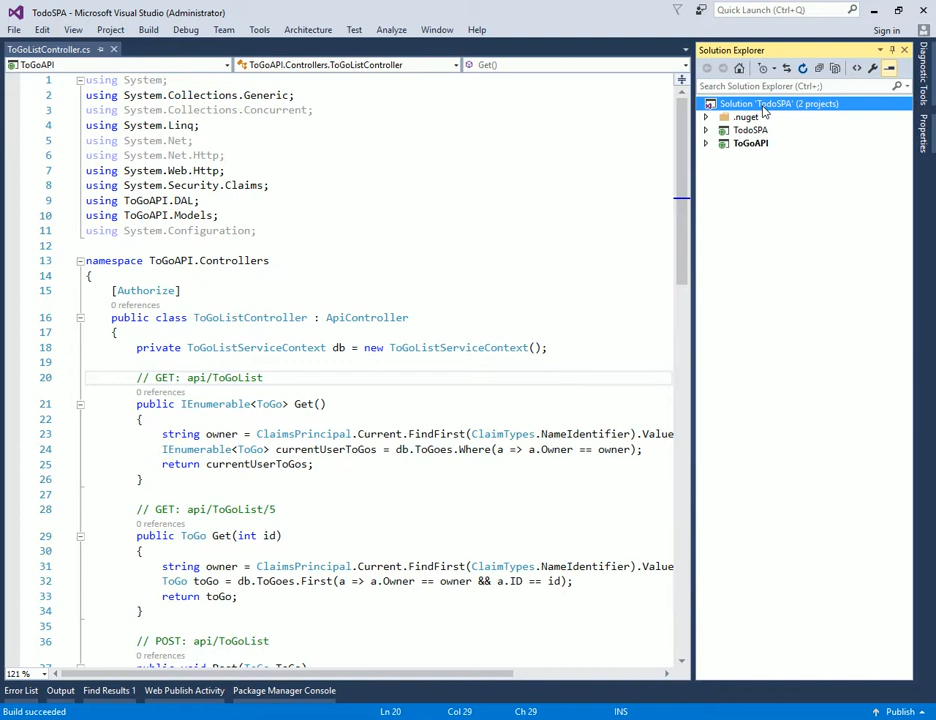 TodoSPA - Microsoft Visual Studio (Administrator)
Quick Launch (Ctrl+Q)
File Edit View Project Build Debug Team Tools Architecture Test Analyze Window Help
Sign in
ToGoListController.cs
Solution Explorer
ToGoAPI
ToGoAPI.Controllers.ToGoListController
Get()
Search Solution Explorer (Ctrl+;)
Solution 'TodoSPA' (2 projects)
.nuget
TodoSPA
ToGoAPI
Diagnostic Tools
Properties
1 using System;
2 using System.Collections.Generic;
3 using System.Collections.Concurrent;
4 using System.Linq;
5 using System.Net;
6 using System.Net.Http;
7 using System.Web.Http;
8 using System.Security.Claims;
9 using ToGoAPI.DAL;
10 using ToGoAPI.Models;
11 using System.Configuration;
12
13 namespace ToGoAPI.Controllers
14 {
15 [Authorize]
0 references
16 public class ToGoListController : ApiController
17 {
18 private ToGoListServiceContext db = new ToGoListServiceContext();
19
20 // GET: api/ToGoList
0 references
21 public IEnumerable<ToGo> Get()
22 {
23 string owner = ClaimsPrincipal.Current.FindFirst(ClaimTypes.NameIdentifier).Value
24 IEnumerable<ToGo> currentUserToGos = db.ToGoes.Where(a => a.Owner == owner);
25 return currentUserToGos;
26 }
27
28 // GET: api/ToGoList/5
0 references
29 public ToGo Get(int id)
30 {
31 string owner = ClaimsPrincipal.Current.FindFirst(ClaimTypes.NameIdentifier).Value
32 ToGo toGo = db.ToGoes.First(a => a.Owner == owner && a.ID == id);
33 return toGo;
34 }
35
36 // POST: api/ToGoList
0 references
37 public void Post(ToGo ToGo)
121 %
Error List Output Find Results 1 Web Publish Activity Package Manager Console
Build succeeded Ln 20 Col 29 Ch 29 INS Publish